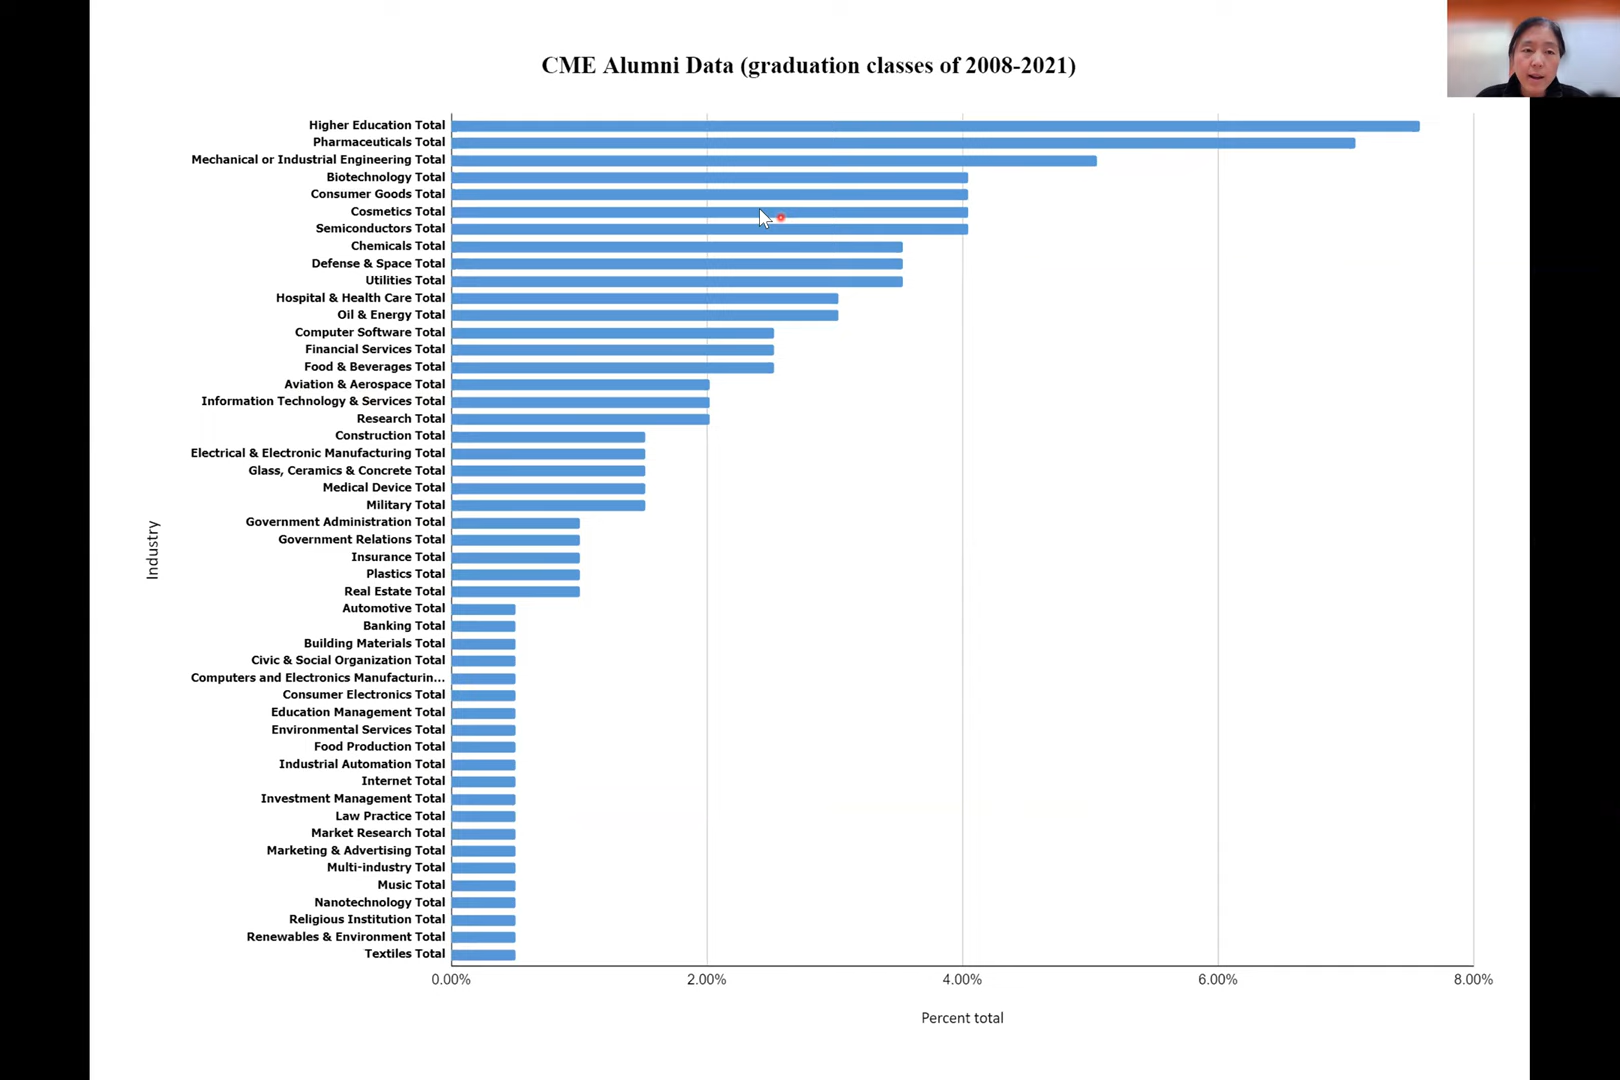 CME Alumni Data (graduation classes of 2008-2021)
Higher Education Total
Pharmaceuticals Total
Mechanical or Industrial Engineering Total
Biotechnology Total
Consumer Goods Total
Cosmetics Total
Semiconductors Total
Chemicals Total
Defense & Space Total
Utilities Total
Hospital & Health Care Total
Oil & Energy Total
Computer Software Total
Financial Services Total
Food & Beverages Total
Aviation & Aerospace Total
Information Technology & Services Total
Research Total
Construction Total
Electrical & Electronic Manufacturing Total
Glass, Ceramics & Concrete Total
Medical Device Total
Military Total
Government Administration Total
Government Relations Total
Insurance Total
Plastics Total
Real Estate Total
Automotive Total
Banking Total
Building Materials Total
Civic & Social Organization Total
Computers and Electronics Manufacturin...
Consumer Electronics Total
Education Management Total
Environmental Services Total
Food Production Total
Industrial Automation Total
Internet Total
Investment Management Total
Law Practice Total
Market Research Total
Marketing & Advertising Total
Multi-industry Total
Music Total
Nanotechnology Total
Religious Institution Total
Renewables & Environment Total
Textiles Total
Industry
0.00% 2.00% 4.00% 6.00% 8.00%
Percent total